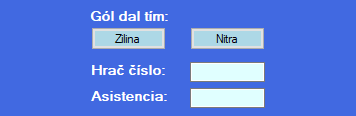 Gól dal tím:
Zilina Nitra
Hrač číslo:
Asistencia: